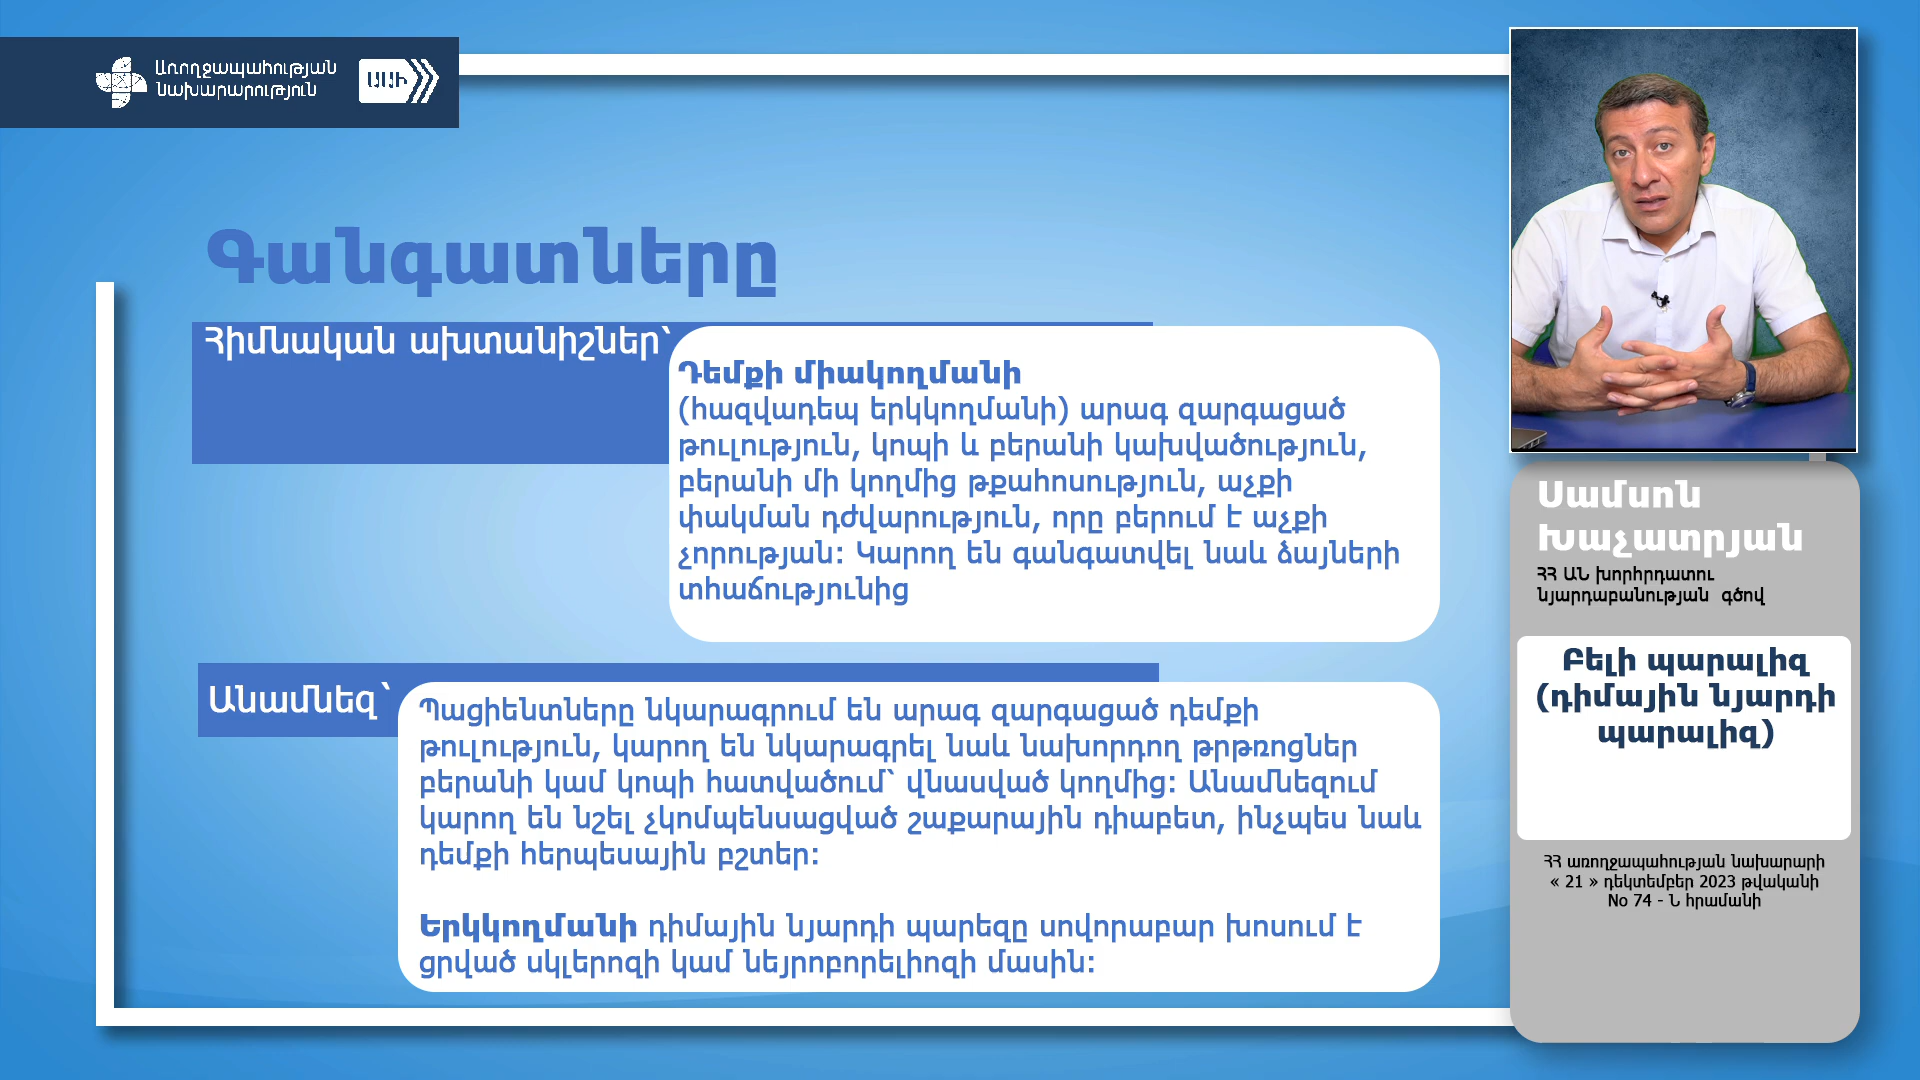 Առողջապահության
նախարարություն
ԱԱԻ
Գանգատները
Հիմնական ախտանիշներ՝
Դեմքի միակողմանի
(հազվադեպ երկկողմանի) արագ զարգացած
թուլություն, կոպի և բերանի կախվածություն,
բերանի մի կողմից թքահոսություն, աչքի
փակման դժվարություն, որը բերում է աչքի
չորության: Կարող են գանգատվել նաև ձայների
տհաճությունից
Անամնեզ՝
Պացիենտները նկարագրում են արագ զարգացած դեմքի
թուլություն, կարող են նկարագրել նաև նախորդող թրթռոցներ
բերանի կամ կոպի հատվածում՝ վնասված կողմից: Անամնեզում
կարող են նշել չկոմպենսացված շաքարային դիաբետ, ինչպես նաև
դեմքի հերպեսային բշտեր:
Երկկողմանի դիմային նյարդի պարեզը սովորաբար խոսում է
ցրված սկլերոզի կամ նեյրոբորելիոզի մասին:
Սամսոն
Խաչատրյան
ՀՀ ԱՆ խորհրդատու
նյարդաբանության գծով
Բելի պարալիզ
(դիմային նյարդի
պարալիզ)
ՀՀ առողջապահության նախարարի
« 21 » դեկտեմբեր 2023 թվականի
No 74 - Ն հրամանի